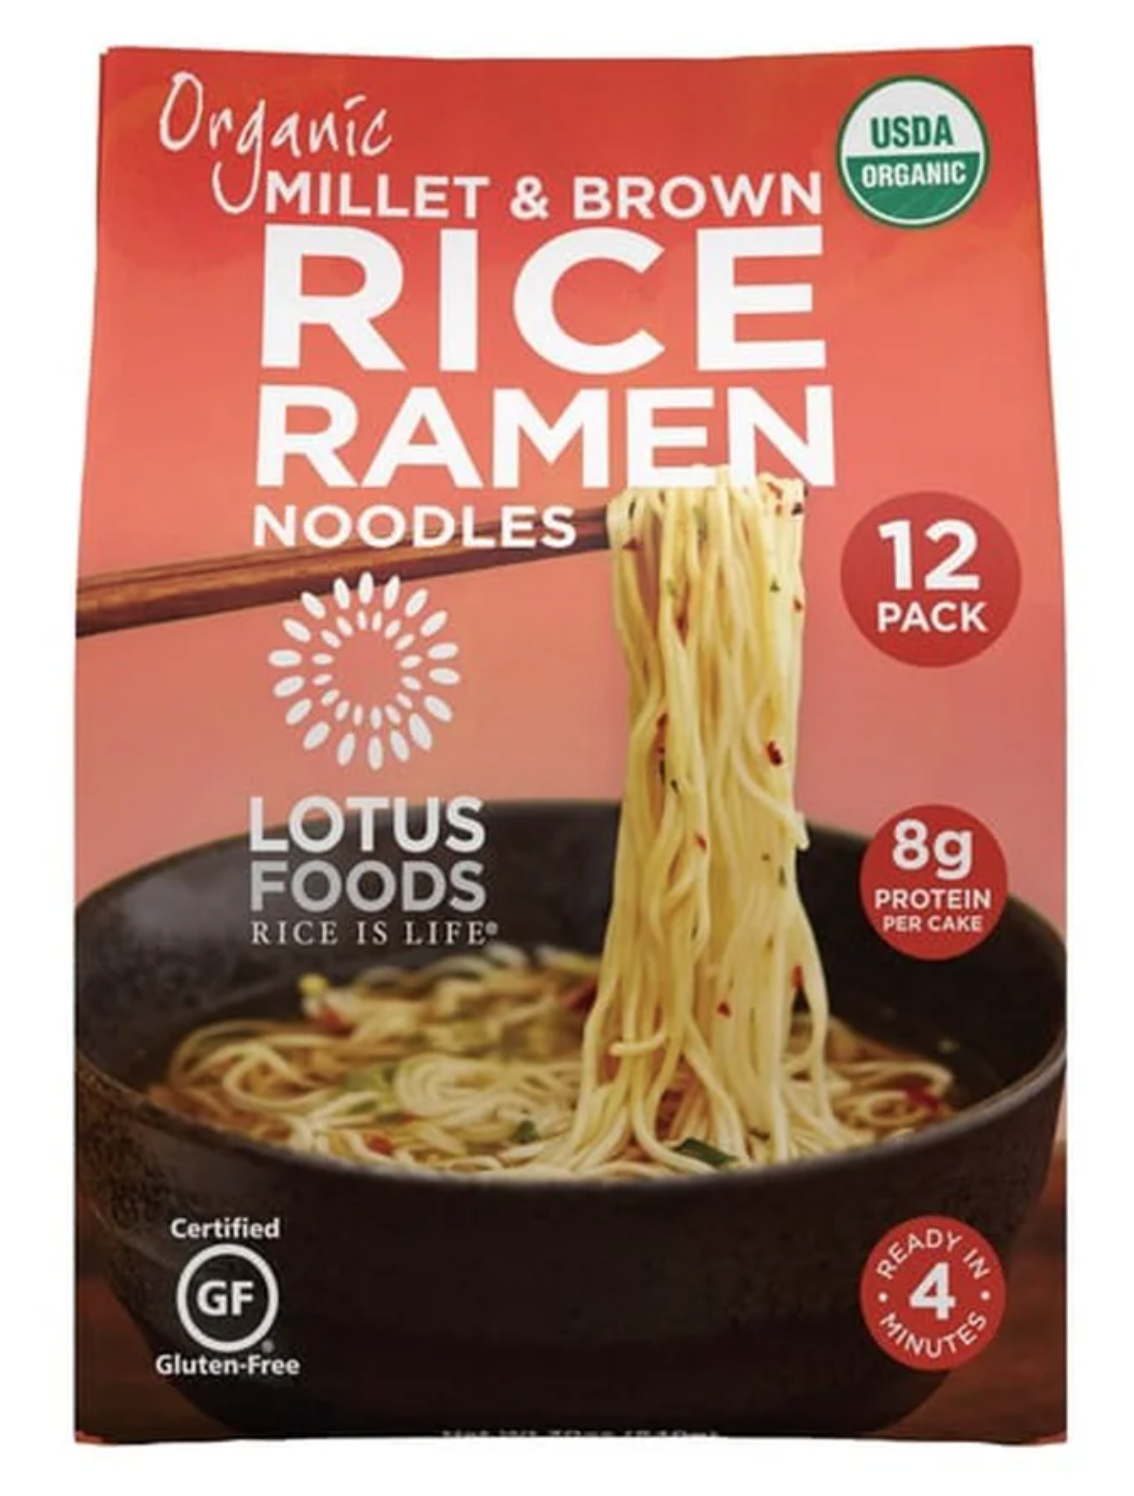 Organic
MILLET & BROWN
RICE
RAMEN
NOODLES
USDA
ORGANIC
12
PACK
LOTUS
FOODS
RICE IS LIFE®
8g
PROTEIN
PER CAKE
Certified
GF
®
Gluten-Free
READY IN
4
MINUTES